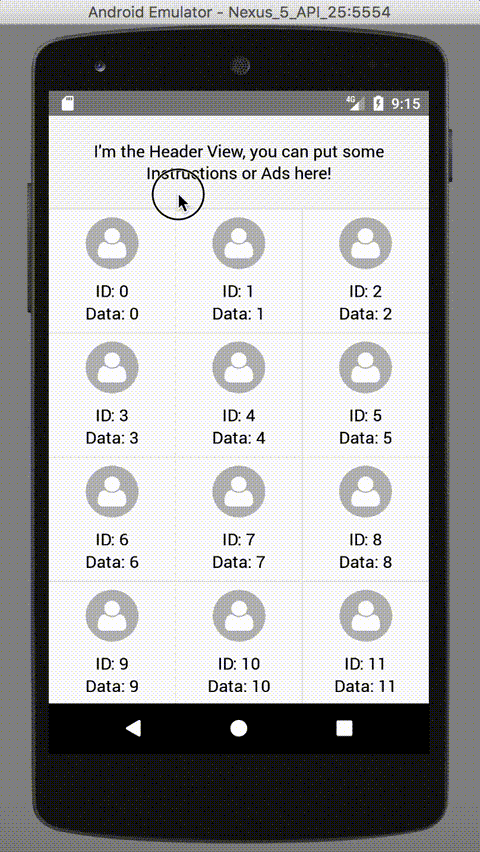 Android Emulator - Nexus_5_API_25:5554
4G 9:15
I'm the Header View, you can put some
Instructions or Ads here!
ID: 0 ID: 1 ID: 2
Data: 0 Data: 1 Data: 2
ID: 3 ID: 4 ID: 5
Data: 3 Data: 4 Data: 5
ID: 6 ID: 7 ID: 8
Data: 6 Data: 7 Data: 8
ID: 9 ID: 10 ID: 11
Data: 9 Data: 10 Data: 11